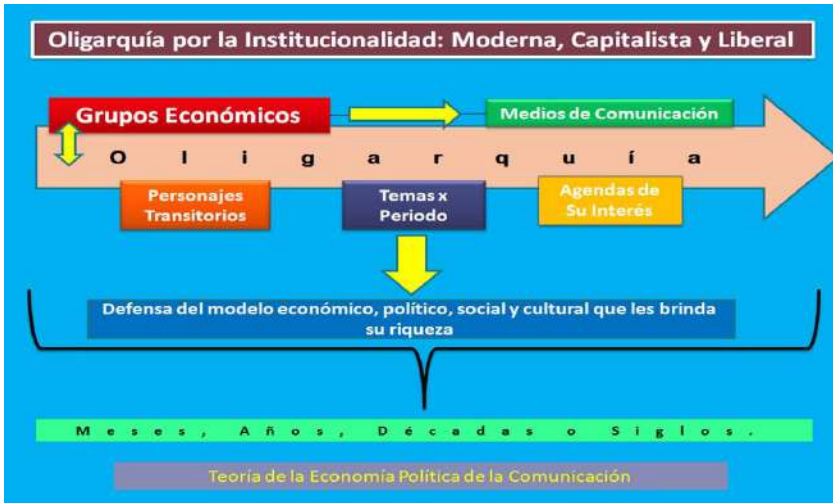 Oligarquía por la Institucionalidad: Moderna, Capitalista y Liberal
Grupos Económicos
Medios de Comunicación
O l i g a r q u í a
Personajes
Transitorios
Temas x
Periodo
Agendas de
Su Interés
Defensa del modelo económico, político, social y cultural que les brinda
su riqueza
M e s e s , A ñ o s , D é c a d a s o S i g l o s .
Teoría de la Economía Política de la Comunicación